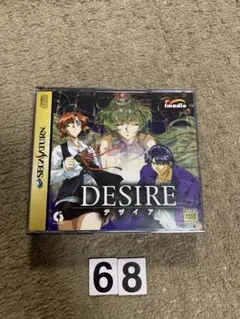 Imadio
SEGA SATURN
DESIRE
デザイア
68